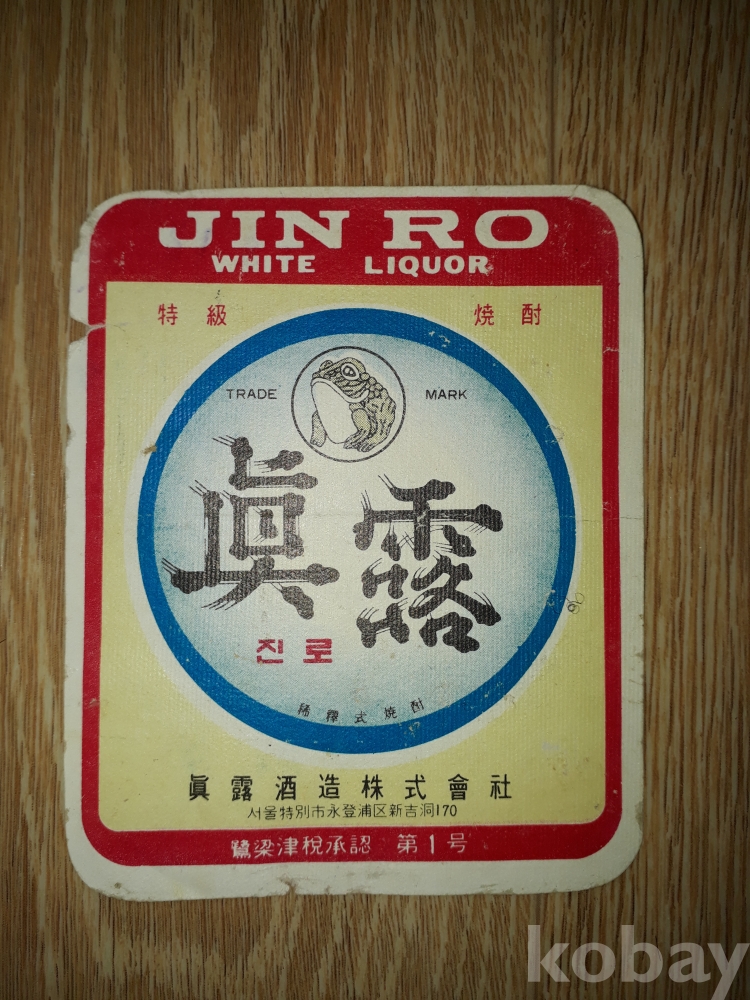 JIN RO
WHITE LIQUOR
特級 焼酎
TRADE MARK
眞露
진로
稀釋式焼酎
眞露酒造株式會社
서울特別市永登浦区新吉洞170
鷺梁津稅承認 第1号
kobay